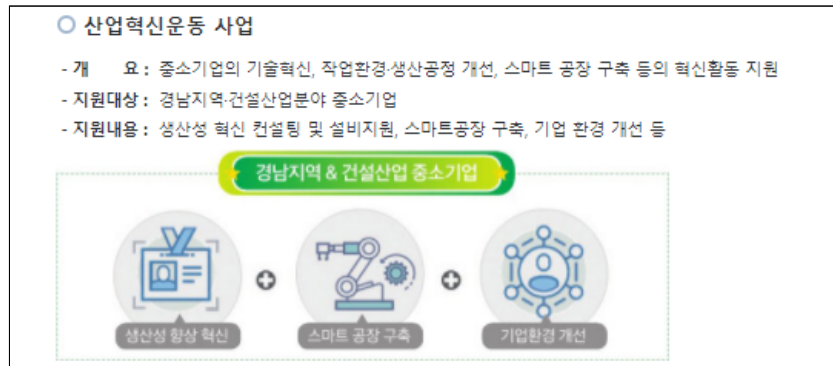 산업혁신운동 사업
- 개 요 : 중소기업의 기술혁신, 작업환경·생산공정 개선, 스마트 공장 구축 등의 혁신활동 지원
- 지원대상 : 경남지역·건설산업분야 중소기업
- 지원내용 : 생산성 혁신 컨설팅 및 설비지원, 스마트공장 구축, 기업 환경 개선 등
경남지역 & 건설산업 중소기업
생산성 향상 혁신
스마트 공장 구축
기업환경 개선